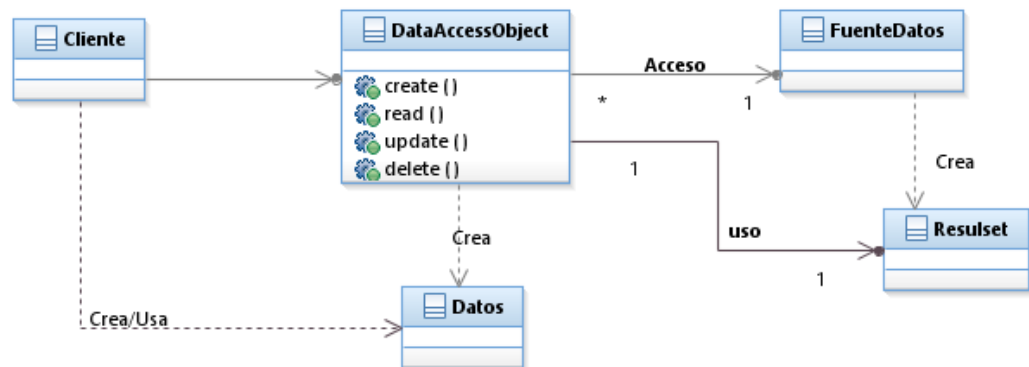 Cliente
DataAccessObject
create ()
read ()
update ()
delete ()
FuenteDatos
Acceso
*
1
1
uso
1
Crea
Resulset
Crea
Datos
Crea/Usa